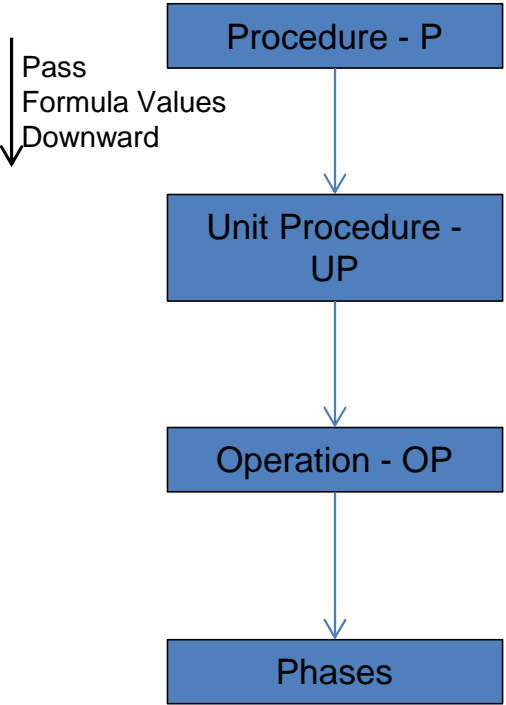 Procedure - P
Pass
Formula Values
Downward
Unit Procedure -
UP
Operation - OP
Phases